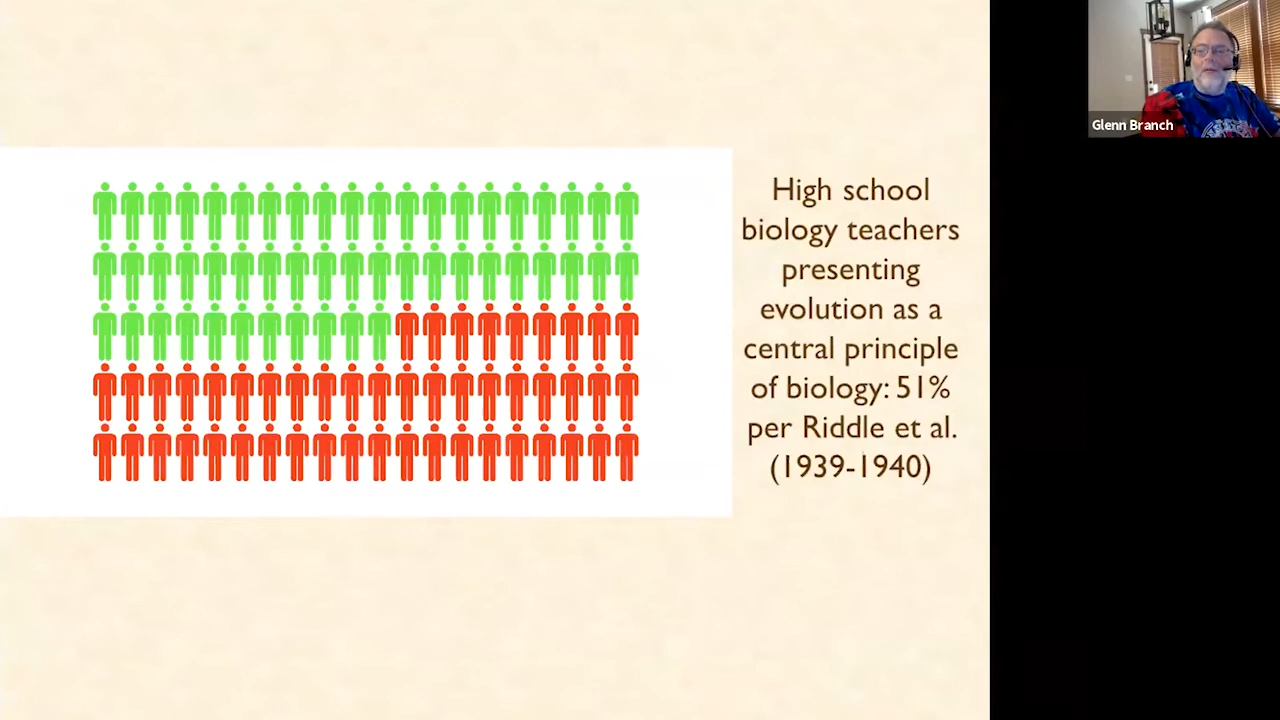 High school
biology teachers
presenting
evolution as a
central principle
of biology: 51%
per Riddle et al.
(1939-1940)
Glenn Branch